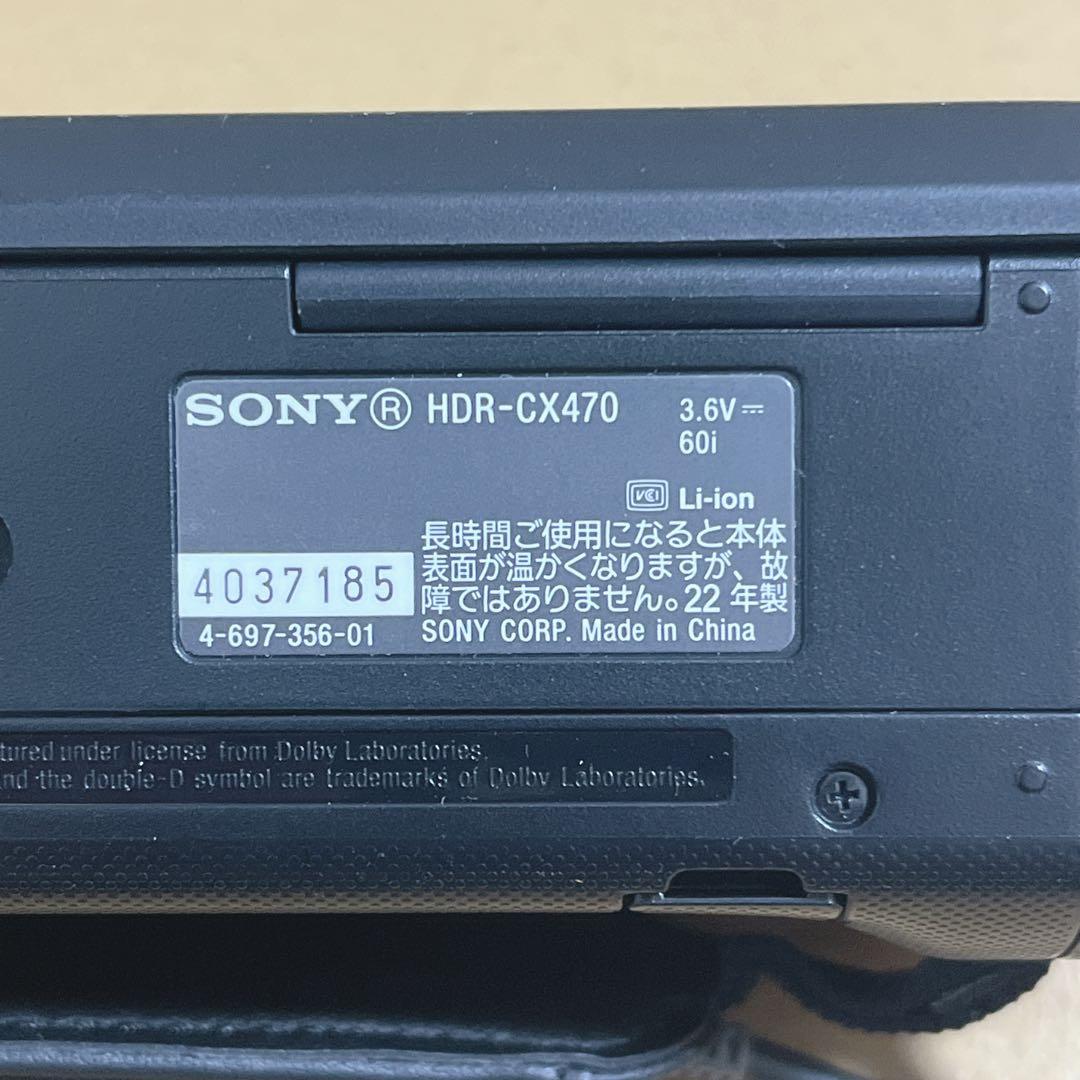 SONY® HDR-CX470 3.6V⎓
60i
VCI Li-ion
長時間ご使用になると本体
表面が温かくなりますが、故
障ではありません。22 年製
SONY CORP. Made in China
4037185
4-697-356-01
tured under license from Dolby Laboratories.
and the double-D symbol are trademarks of Dolby Laboratories.